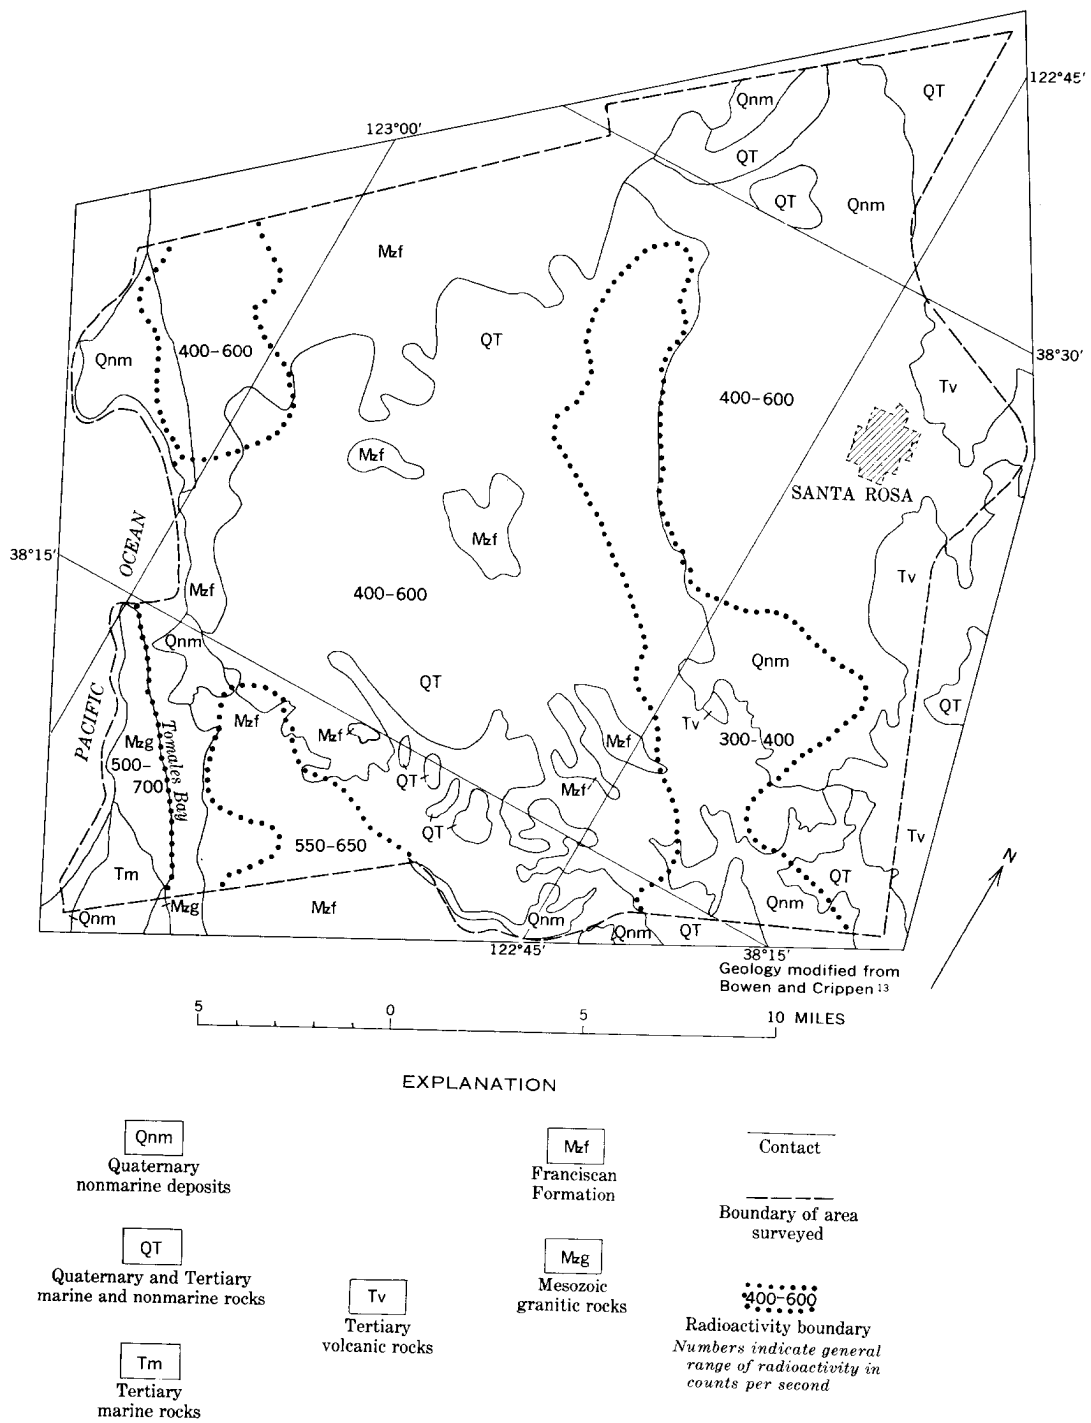 Qnm
QT
122°45′
123°00′
QT
QT
Qnm
Mzf
QT
Qnm
400-600
38°30′
Tv
400-600
Mzf
SANTA ROSA
Mzf
OCEAN
38°15′
Mzf
400-600
Tv
Qnm
Qnm
QT
PACIFIC
Mzf
Mzf
Tv
300-400
Mzf
QT
Mzg
500-
700
Tomales Bay
QT
Mzf
QT
550-650
Tv
Tm
QT
Mzg
Mzf
Qnm
Qnm
Qnm
Qnm
QT
122°45′
38°15′
N
Geology modified from
Bowen and Crippen 13
5 0 5 10 MILES
EXPLANATION
Qnm
Quaternary
nonmarine deposits
QT
Quaternary and Tertiary
marine and nonmarine rocks
Tm
Tertiary
marine rocks
Tv
Tertiary
volcanic rocks
Mzf
Franciscan
Formation
Mzg
Mesozoic
granitic rocks
Contact
Boundary of area
surveyed
400-600
Radioactivity boundary
Numbers indicate general
range of radioactivity in
counts per second